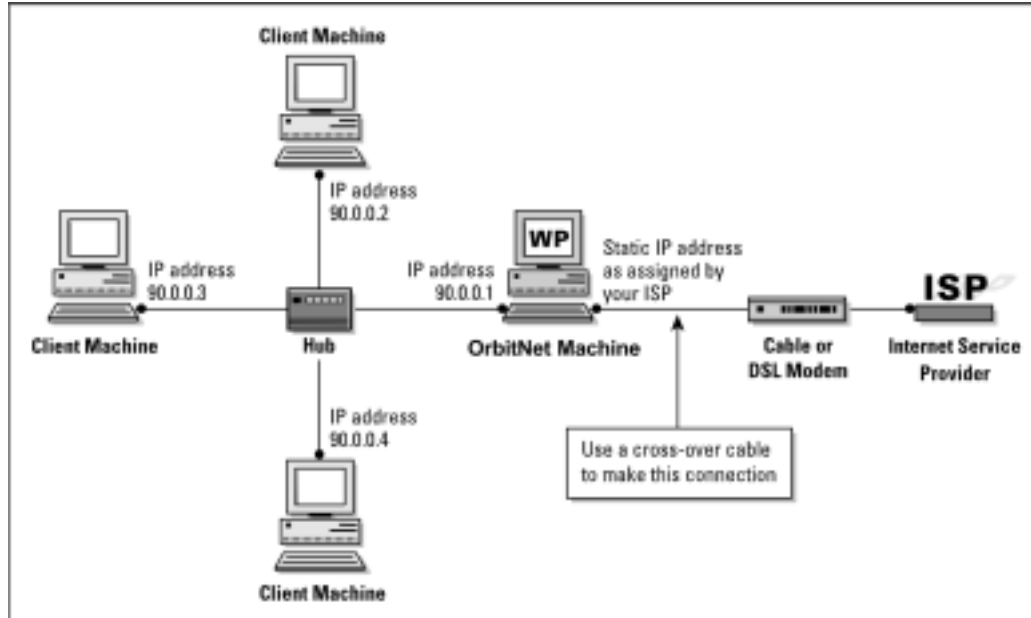 Client Machine
IP address
90.0.0.2
IP address
90.0.0.3
Client Machine
Hub
IP address
90.0.0.1
WP
OrbitNet Machine
Static IP address
as assigned by
your ISP
Cable or
DSL Modem
ISP
Internet Service
Provider
IP address
90.0.0.4
Client Machine
Use a cross-over cable
to make this connection